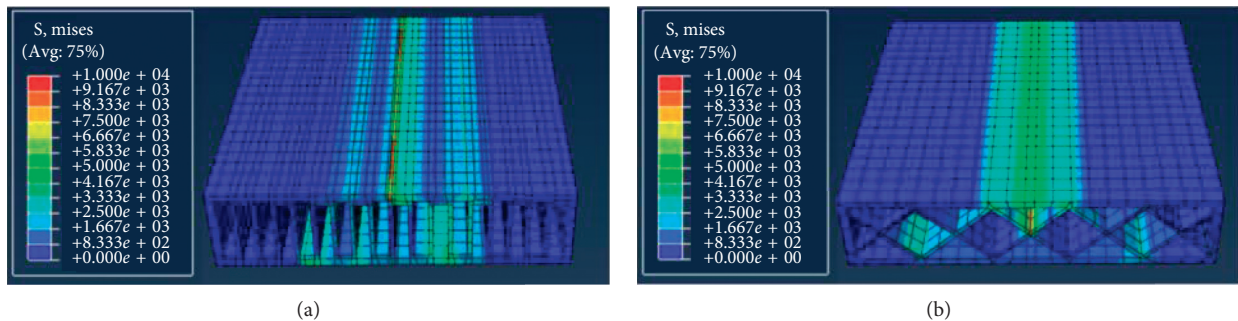 S, mises
(Avg: 75%)
+1.000e + 04
+9.167e + 03
+8.333e + 03
+7.500e + 03
+6.667e + 03
+5.833e + 03
+5.000e + 03
+4.167e + 03
+3.333e + 03
+2.500e + 03
+1.667e + 03
+8.333e + 02
+0.000e + 00
(a)
S, mises
(Avg: 75%)
+1.000e + 04
+9.167e + 03
+8.333e + 03
+7.500e + 03
+6.667e + 03
+5.833e + 03
+5.000e + 03
+4.167e + 03
+3.333e + 03
+2.500e + 03
+1.667e + 03
+8.333e + 02
+0.000e + 00
(b)